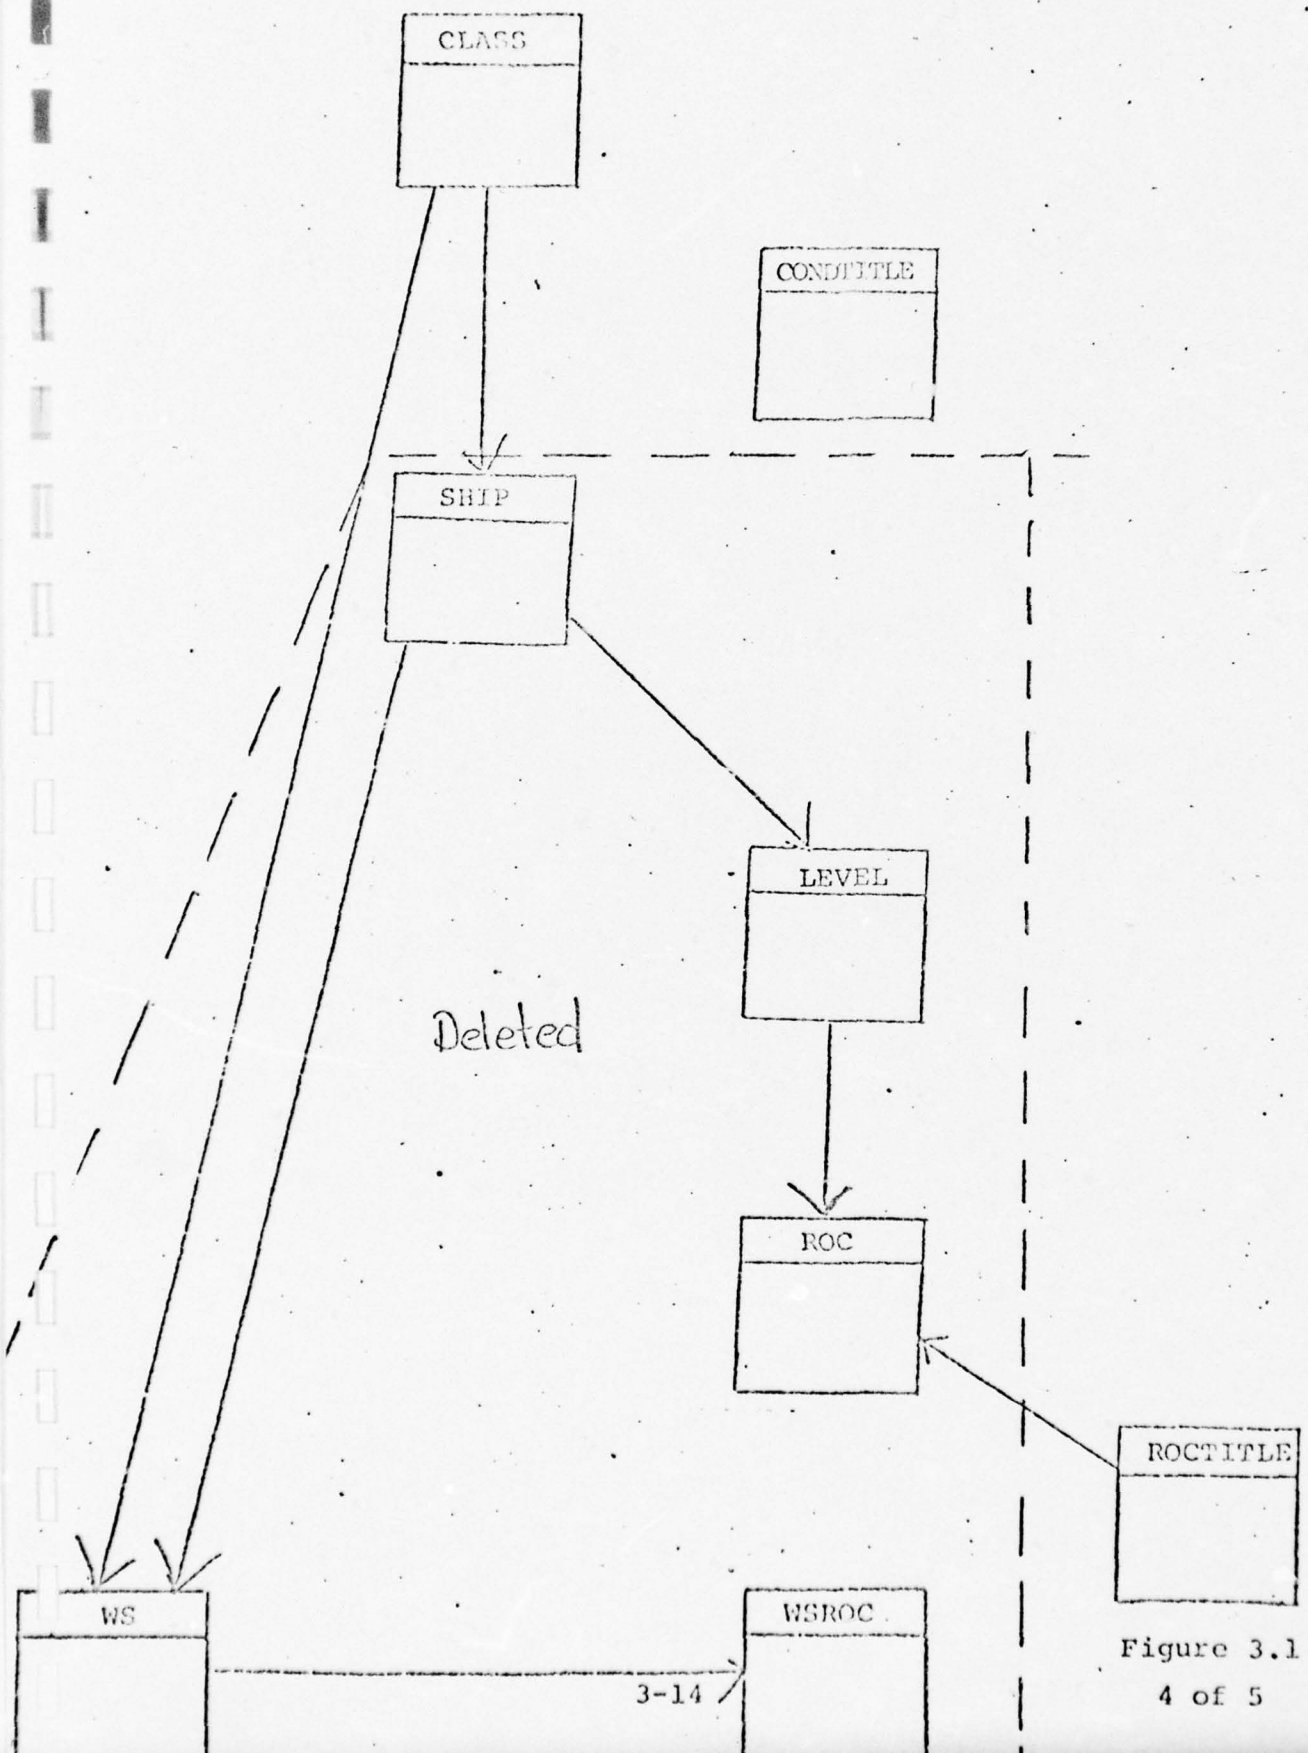 CLASS
CONDTITLE
SHIP
LEVEL
Deleted
ROC
ROCTITLE
WS
WSROC
Figure 3.1
3-14
4 of 5